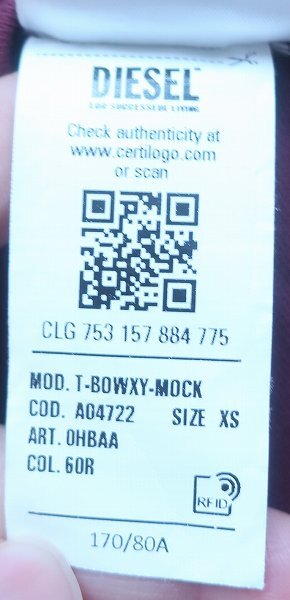 DIESEL
FOR SUCCESSFUL LIVING
Check authenticity at
www.certilogo.com
or scan
CLG 753 157 884 775
MOD. T-BOWXY-MOCK
COD. A04722 SIZE XS
ART. 0HBAA
COL. 60R
RFID
170/80A